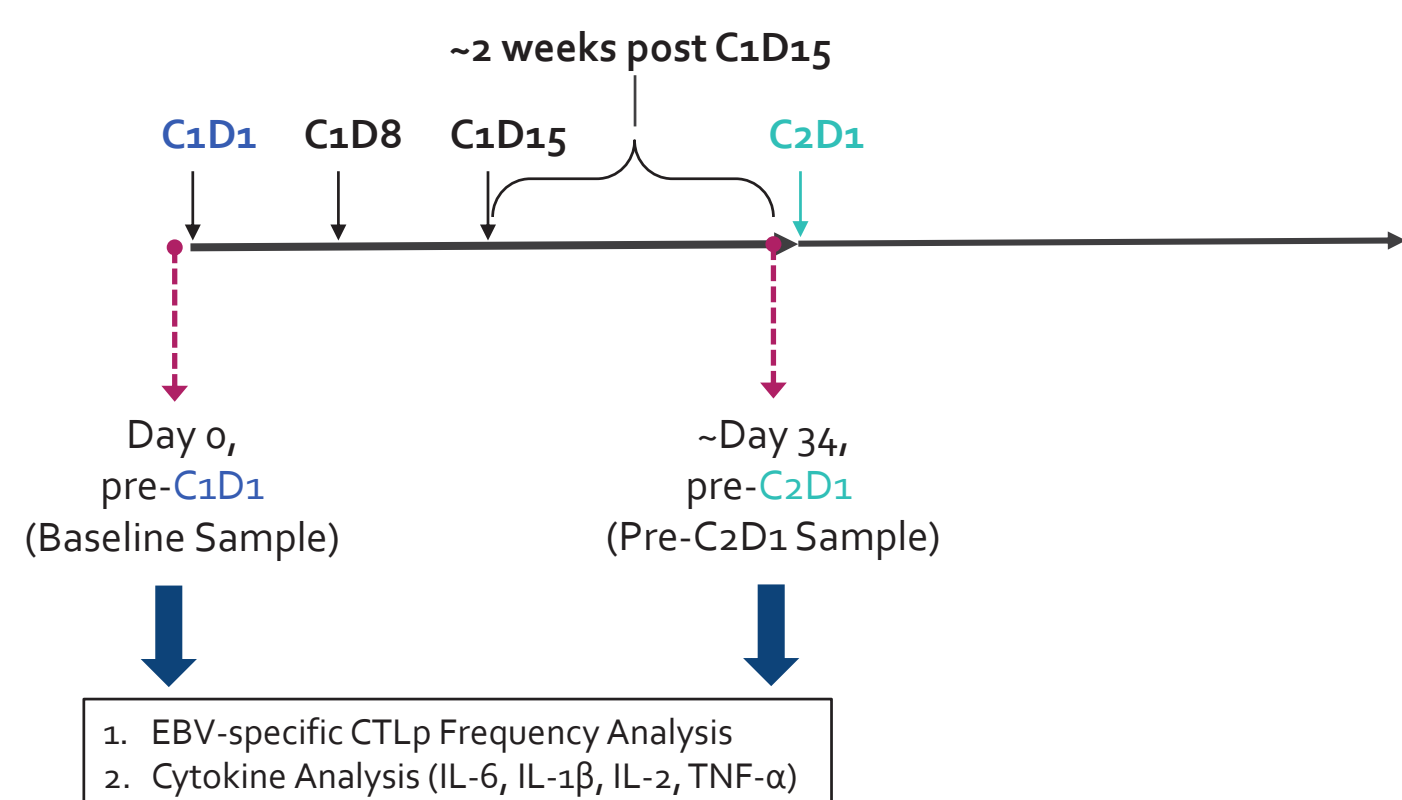 ~2 weeks post C1D15
C1D1 C1D8 C1D15 C2D1
Day 0,
pre-C1D1
(Baseline Sample)
~Day 34,
pre-C2D1
(Pre-C2D1 Sample)
1. EBV-specific CTLp Frequency Analysis
2. Cytokine Analysis (IL-6, IL-1β, IL-2, TNF-α)